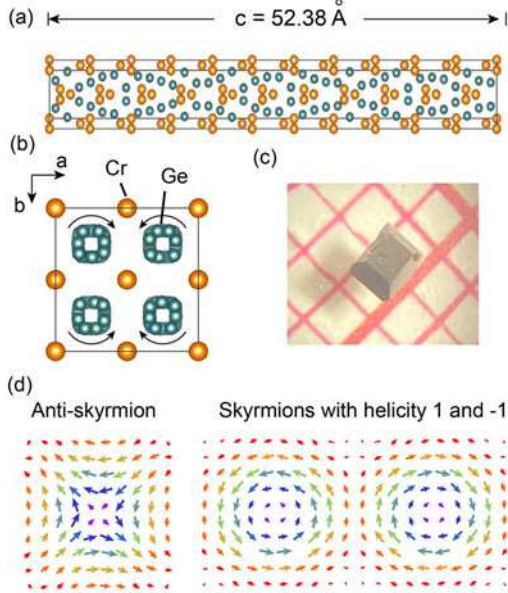 (a)
c = 52.38 Å
(b)
a
b
Cr
Ge
(c)
(d)
Anti-skyrmion
Skyrmions with helicity 1 and -1